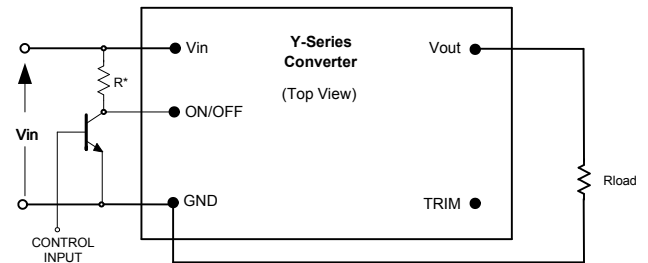 Y-Series
Converter
(Top View)
Vin
Vout
R*
ON/OFF
Vin
Rload
GND
TRIM
CONTROL
INPUT